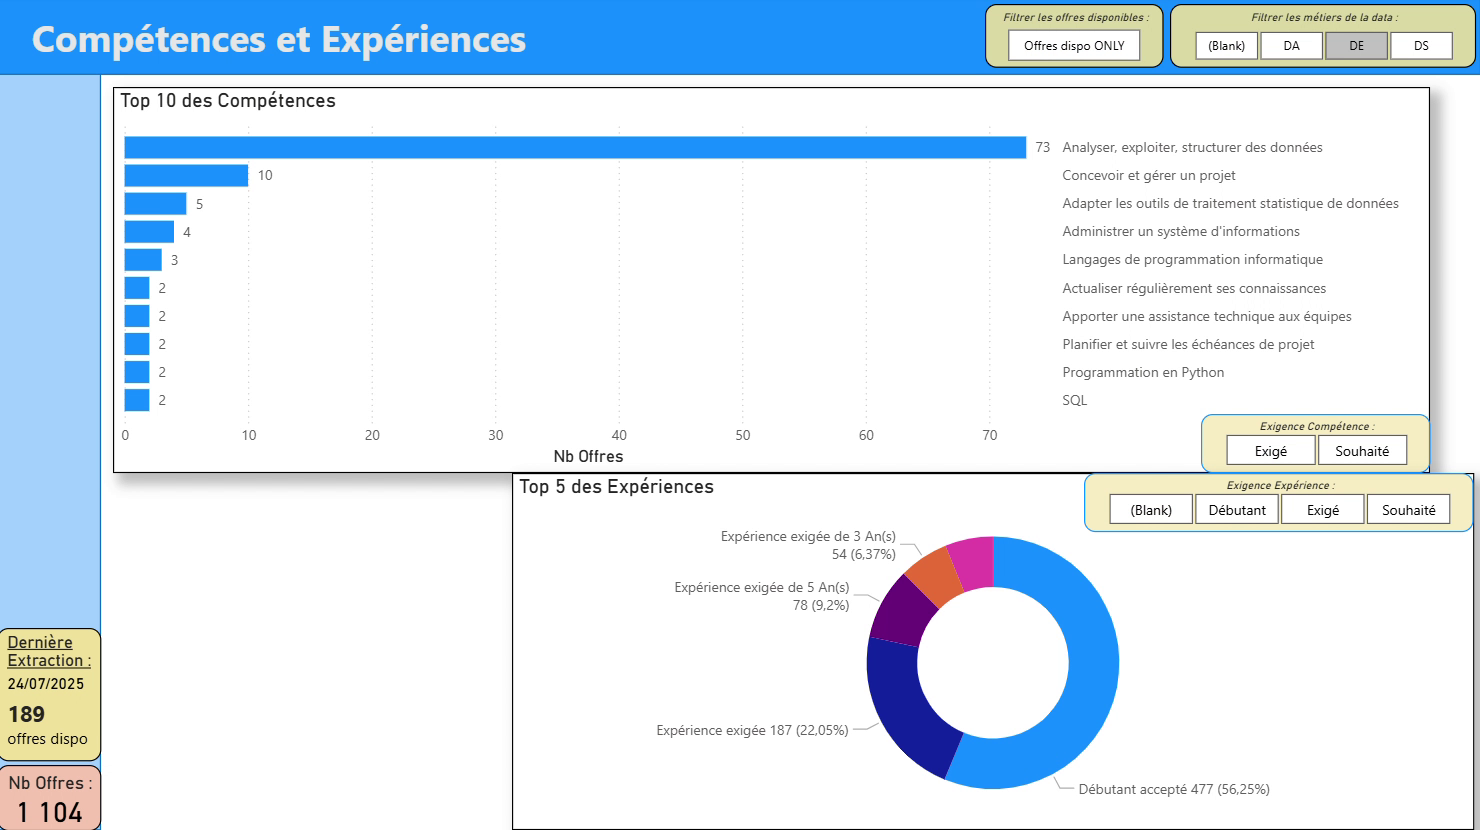 Compétences et Expériences
Filtrer les offres disponibles :
Offres dispo ONLY
Filtrer les métiers de la data :
(Blank)
DA
DE
DS
Top 10 des Compétences
73
Analyser, exploiter, structurer des données
10
Concevoir et gérer un projet
5
Adapter les outils de traitement statistique de données
4
Administrer un système d'informations
3
Langages de programmation informatique
2
Actualiser régulièrement ses connaissances
2
Apporter une assistance technique aux équipes
2
Planifier et suivre les échéances de projet
2
Programmation en Python
2
SQL
0
10
20
30
40
50
60
70
Nb Offres
Exigence Compétence :
Exigé
Souhaité
Top 5 des Expériences
Exigence Expérience :
(Blank)
Débutant
Exigé
Souhaité
Expérience exigée de 3 An(s)
54 (6,37%)
Expérience exigée de 5 An(s)
78 (9,2%)
Expérience exigée 187 (22,05%)
Débutant accepté 477 (56,25%)
Dernière
Extraction :
24/07/2025
189
offres dispo
Nb Offres :
1 104